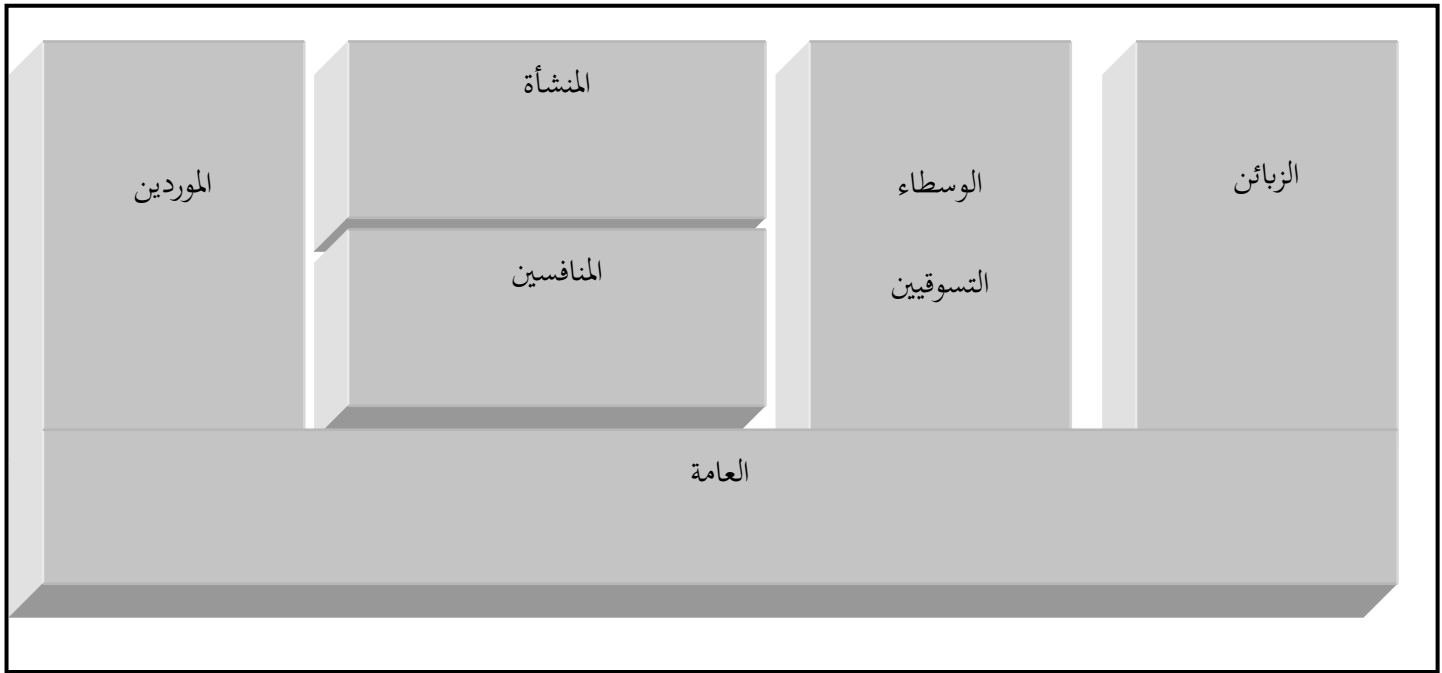 الزبائن
الوسطاء
التسوقيين
المنشأة
المنافسين
الموردين
العامة